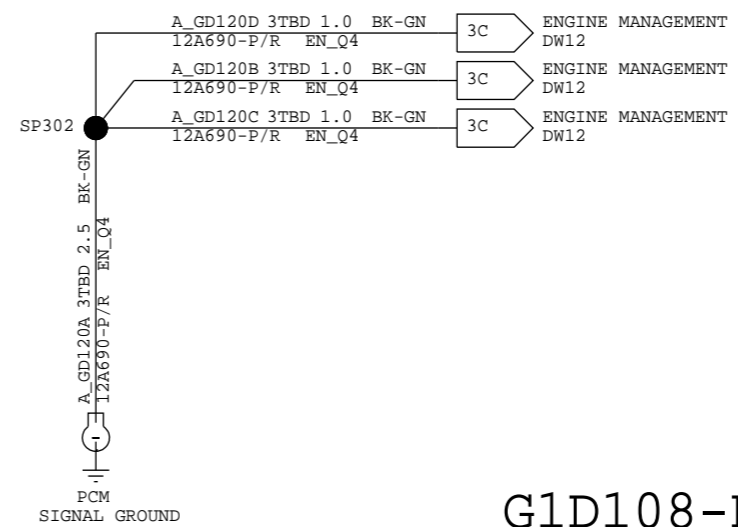 A_GD120D 3TBD 1.0 BK-GN
12A690-P/R EN_Q4
3C
ENGINE MANAGEMENT
DW12
A_GD120B 3TBD 1.0 BK-GN
12A690-P/R EN_Q4
3C
ENGINE MANAGEMENT
DW12
SP302
A_GD120C 3TBD 1.0 BK-GN
12A690-P/R EN_Q4
3C
ENGINE MANAGEMENT
DW12
A_GD120A 3TBD 2.5 BK-GN
12A690-P/R EN_Q4
PCM
SIGNAL GROUND
G1D108-